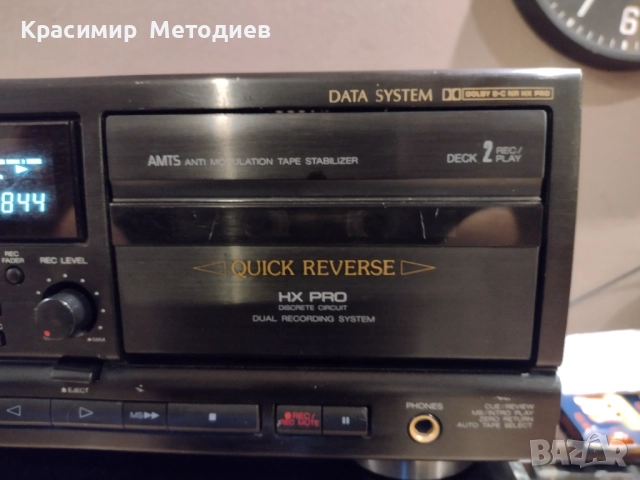 Красимир Методиев
DATA SYSTEM DOLBY B-C NR HX PRO
AMTS ANTI MODULATION TAPE STABILIZER
DECK 2 REC/PLAY
844
REC FADER
REC LEVEL
QUICK REVERSE
HX PRO
DISCRETE CIRCUIT
DUAL RECORDING SYSTEM
MAX
EJECT
MS
REC/
REC MUTE
PHONES
CUE/REVIEW
MS/INTRO PLAY
ZERO RETURN
AUTO TAPE SELECT
BAZAR